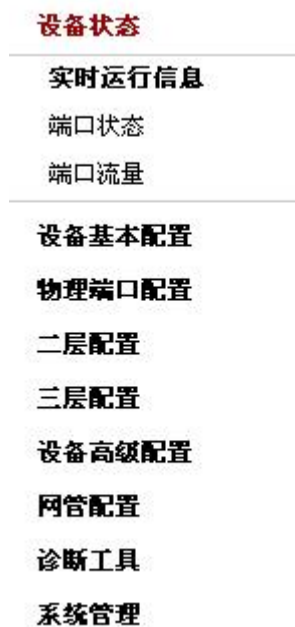 设备状态
实时运行信息
端口状态
端口流量
设备基本配置
物理端口配置
二层配置
三层配置
设备高级配置
网管配置
诊断工具
系统管理